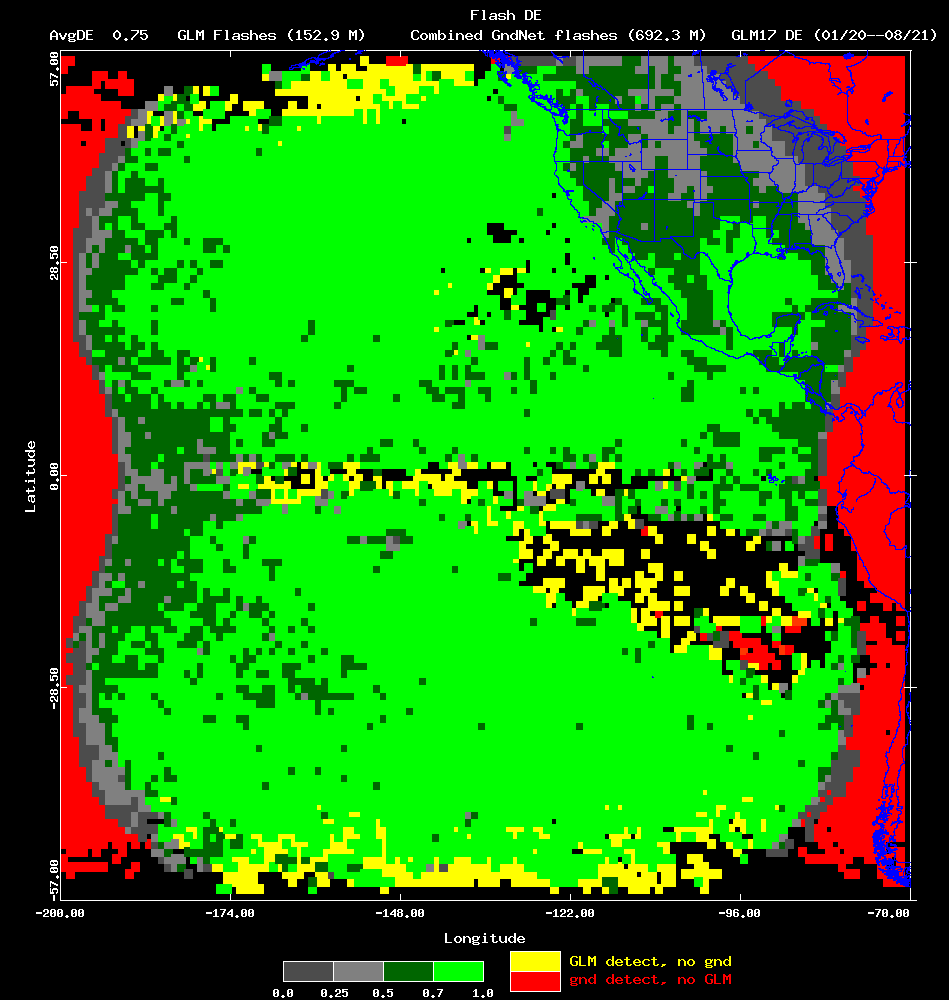 Flash DE
AvgDE 0.75 GLM Flashes (152.9 M) Combined GndNet flashes (692.3 M) GLM17 DE (01/20--08/21)
57.00
28.50
0.00
-28.50
-57.00
Latitude
-200.00 -174.00 -148.00 -122.00 -96.00 -70.00
Longitude
GLM detect, no gnd
gnd detect, no GLM
0.0 0.25 0.5 0.7 1.0